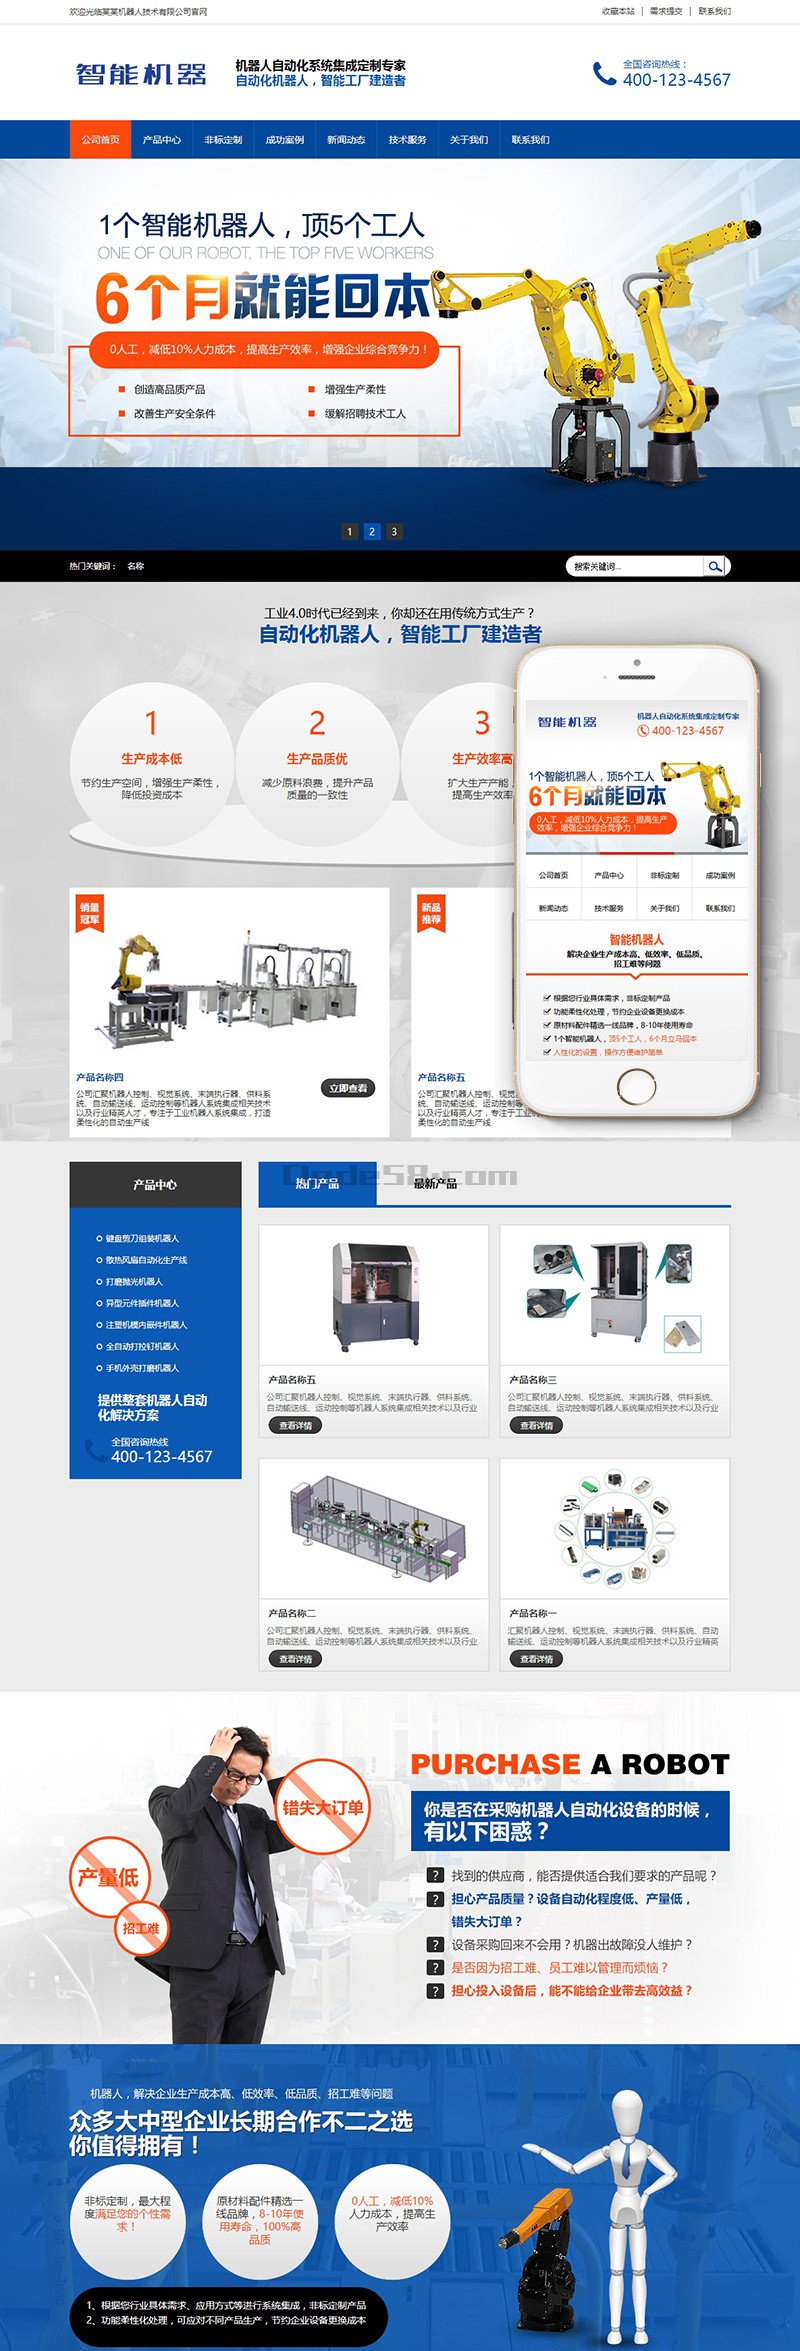 欢迎光临某某机器人技术有限公司官网
收藏本站 | 需求提交 | 联系我们
智能机器
机器人自动化系统集成定制专家
自动化机器人，智能工厂建造者
全国咨询热线：
400-123-4567
公司首页 产品中心 非标定制 成功案例 新闻动态 技术服务 关于我们 联系我们
1个智能机器人，顶5个工人
ONE OF OUR ROBOT, THE TOP FIVE WORKERS
6个月就能回本
0人工，减低10%人力成本，提高生产效率，增强企业综合竞争力！
创造高品质产品
增强生产柔性
改善生产安全条件
缓解招聘技术工人
1 2 3
热门关键词： 名称
搜索关键词...
工业4.0时代已经到来，你却还在用传统方式生产？
自动化机器人，智能工厂建造者
1
生产成本低
节约生产空间，增强生产柔性，
降低投资成本
2
生产品质优
减少原料浪费，提升产品
质量的一致性
3
生产效率高
扩大生产产能，
提高生产效率
智能机器
机器人自动化系统集成定制专家
400-123-4567
1个智能机器人，顶5个工人
6个月就能回本
0人工，减低10%人力成本，提高生产
效率，增强企业综合竞争力！
公司首页 产品中心 非标定制 成功案例
新闻动态 技术服务 关于我们 联系我们
智能机器人
解决企业生产成本高、低效率、低品质、
招工难等问题
根据您行业具体需求，非标定制产品
功能柔性化处理，节约企业设备更换成本
原材料配件精选一线品牌，8-10年使用寿命
1个智能机器人，顶5个工人，6个月立马回本
人性化的设置，操作方便维护简单
销量
冠军
产品名称四
公司汇聚机器人控制、视觉系统、末端执行器、供料系
统、自动输送线、运动控制等机器人系统集成相关技术
以及行业精英人才，专注于工业机器人系统集成，打造
柔性化的自动生产线
立即查看
新品
推荐
产品名称五
公司汇聚机器人控制、视觉系统、末端执行
统、自动输送线、运动控制等机器人系统集
以及行业精英人才，专注于工业机器人系统
柔性化的自动生产线
Dede58.com
产品中心
键盘剪刀组装机器人
散热风扇自动化生产线
打磨抛光机器人
异型元件插件机器人
注塑机模内嵌件机器人
全自动打拉钉机器人
手机外壳打磨机器人
提供整套机器人自动
化解决方案
全国咨询热线
400-123-4567
热门产品 最新产品
产品名称五
公司汇聚机器人控制、视觉系统、末端执行器、供料系统、
自动输送线、运动控制等机器人系统集成相关技术以及行业
查看详情
产品名称三
公司汇聚机器人控制、视觉系统、末端执行器、供料系统、
自动输送线、运动控制等机器人系统集成相关技术以及行业
查看详情
产品名称二
公司汇聚机器人控制、视觉系统、末端执行器、供料系统、
自动输送线、运动控制等机器人系统集成相关技术以及行业
查看详情
产品名称一
公司汇聚机器人控制、视觉系统、末端执行器、供料系统、自动
输送线、运动控制等机器人系统集成相关技术以及行业精英
查看详情
错失大订单
产量低
招工难
PURCHASE A ROBOT
你是否在采购机器人自动化设备的时候，
有以下困惑？
? 找到的供应商，能否提供适合我们要求的产品呢？
? 担心产品质量？设备自动化程度低、产量低，
错失大订单？
? 设备采购回来不会用？机器出故障没人维护？
? 是否因为招工难、员工难以管理而烦恼？
? 担心投入设备后，能不能给企业带去高效益？
机器人，解决企业生产成本高、低效率、低品质、招工难等问题
众多大中型企业长期合作不二之选
你值得拥有！
非标定制，最大程
度满足您的个性需
求！
原材料配件精选一
线品牌，8-10年使
用寿命，100%高
品质
0人工，减低10%
人力成本，提高生
产效率
1、根据您行业具体需求、应用方式等进行系统集成，非标定制产品
2、功能柔性化处理，可应对不同产品生产，节约企业设备更换成本